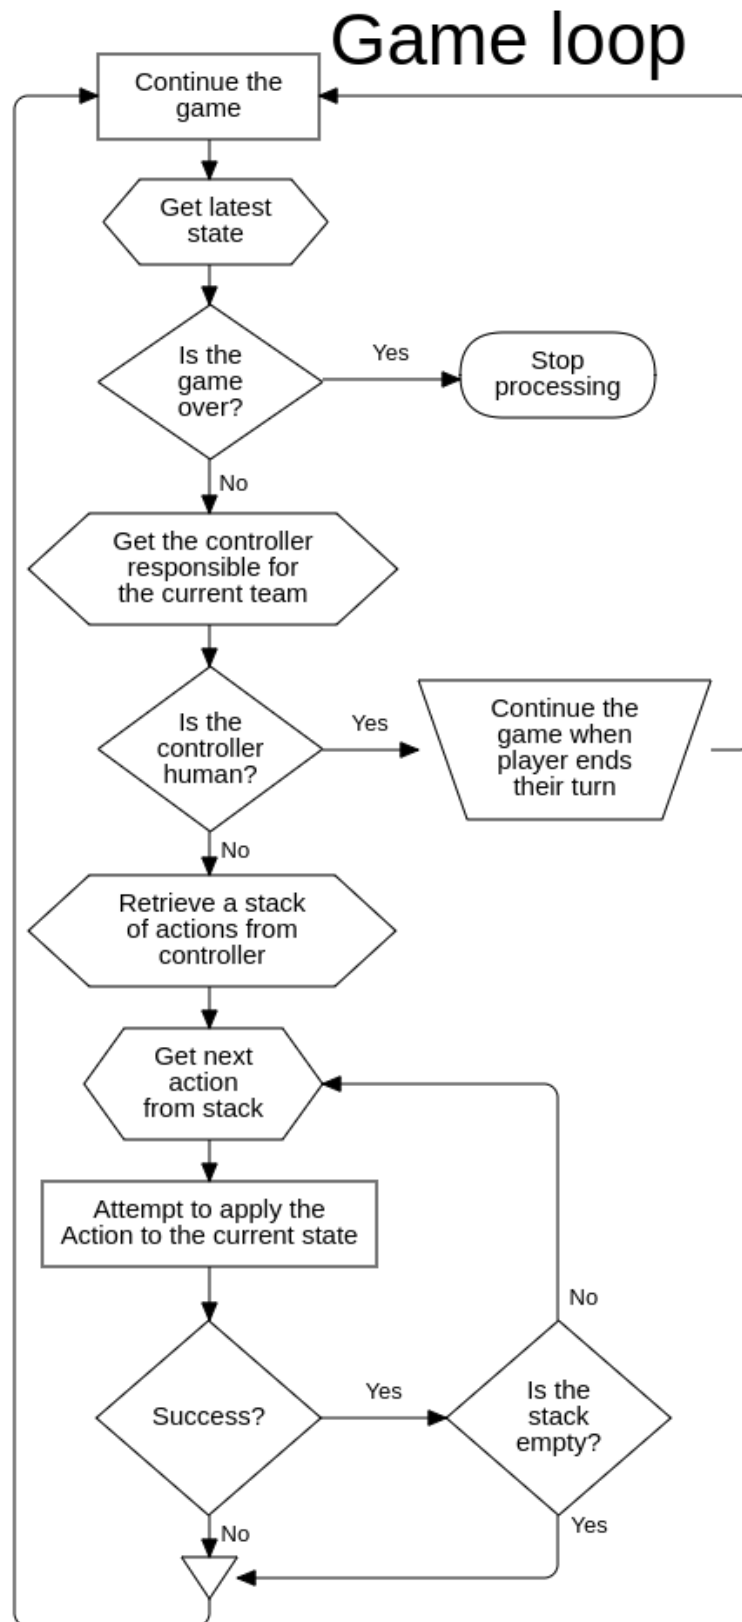 Game loop
Continue the
game
Get latest
state
Is the
game
over?
Yes
Stop
processing
No
Get the controller
responsible for
the current team
Is the
controller
human?
Yes
Continue the
game when
player ends
their turn
No
Retrieve a stack
of actions from
controller
Get next
action
from stack
Attempt to apply the
Action to the current state
No
Success?
Yes
Is the
stack
empty?
No
Yes